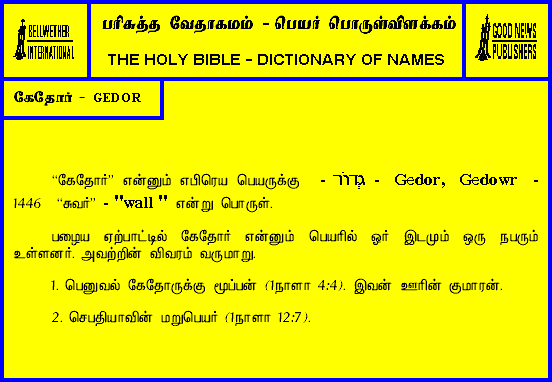 BELLWETHER
INTERNATIONAL
பரிசுத்த வேதாகமம் - பெயர் பொருள்விளக்கம்
THE HOLY BIBLE - DICTIONARY OF NAMES
GOOD NEWS
PUBLISHERS
கேதோர் - GEDOR
“கேதோர்” என்னும் எபிரெய பெயருக்கு - גְּדוֹר - Gedor, Gedowr -
1446 “சுவர்” - "wall " என்று பொருள்.
பழைய ஏற்பாட்டில் கேதோர் என்னும் பெயரில் ஓர் இடமும் ஒரு நபரும்
உள்ளனர். அவற்றின் விவரம் வருமாறு.
1. பெனுவல் கேதோருக்கு மூப்பன் (1நாளா 4:4). இவன் ஊரின் குமாரன்.
2. செபதியாவின் மறுபெயர் (1நாளா 12:7).